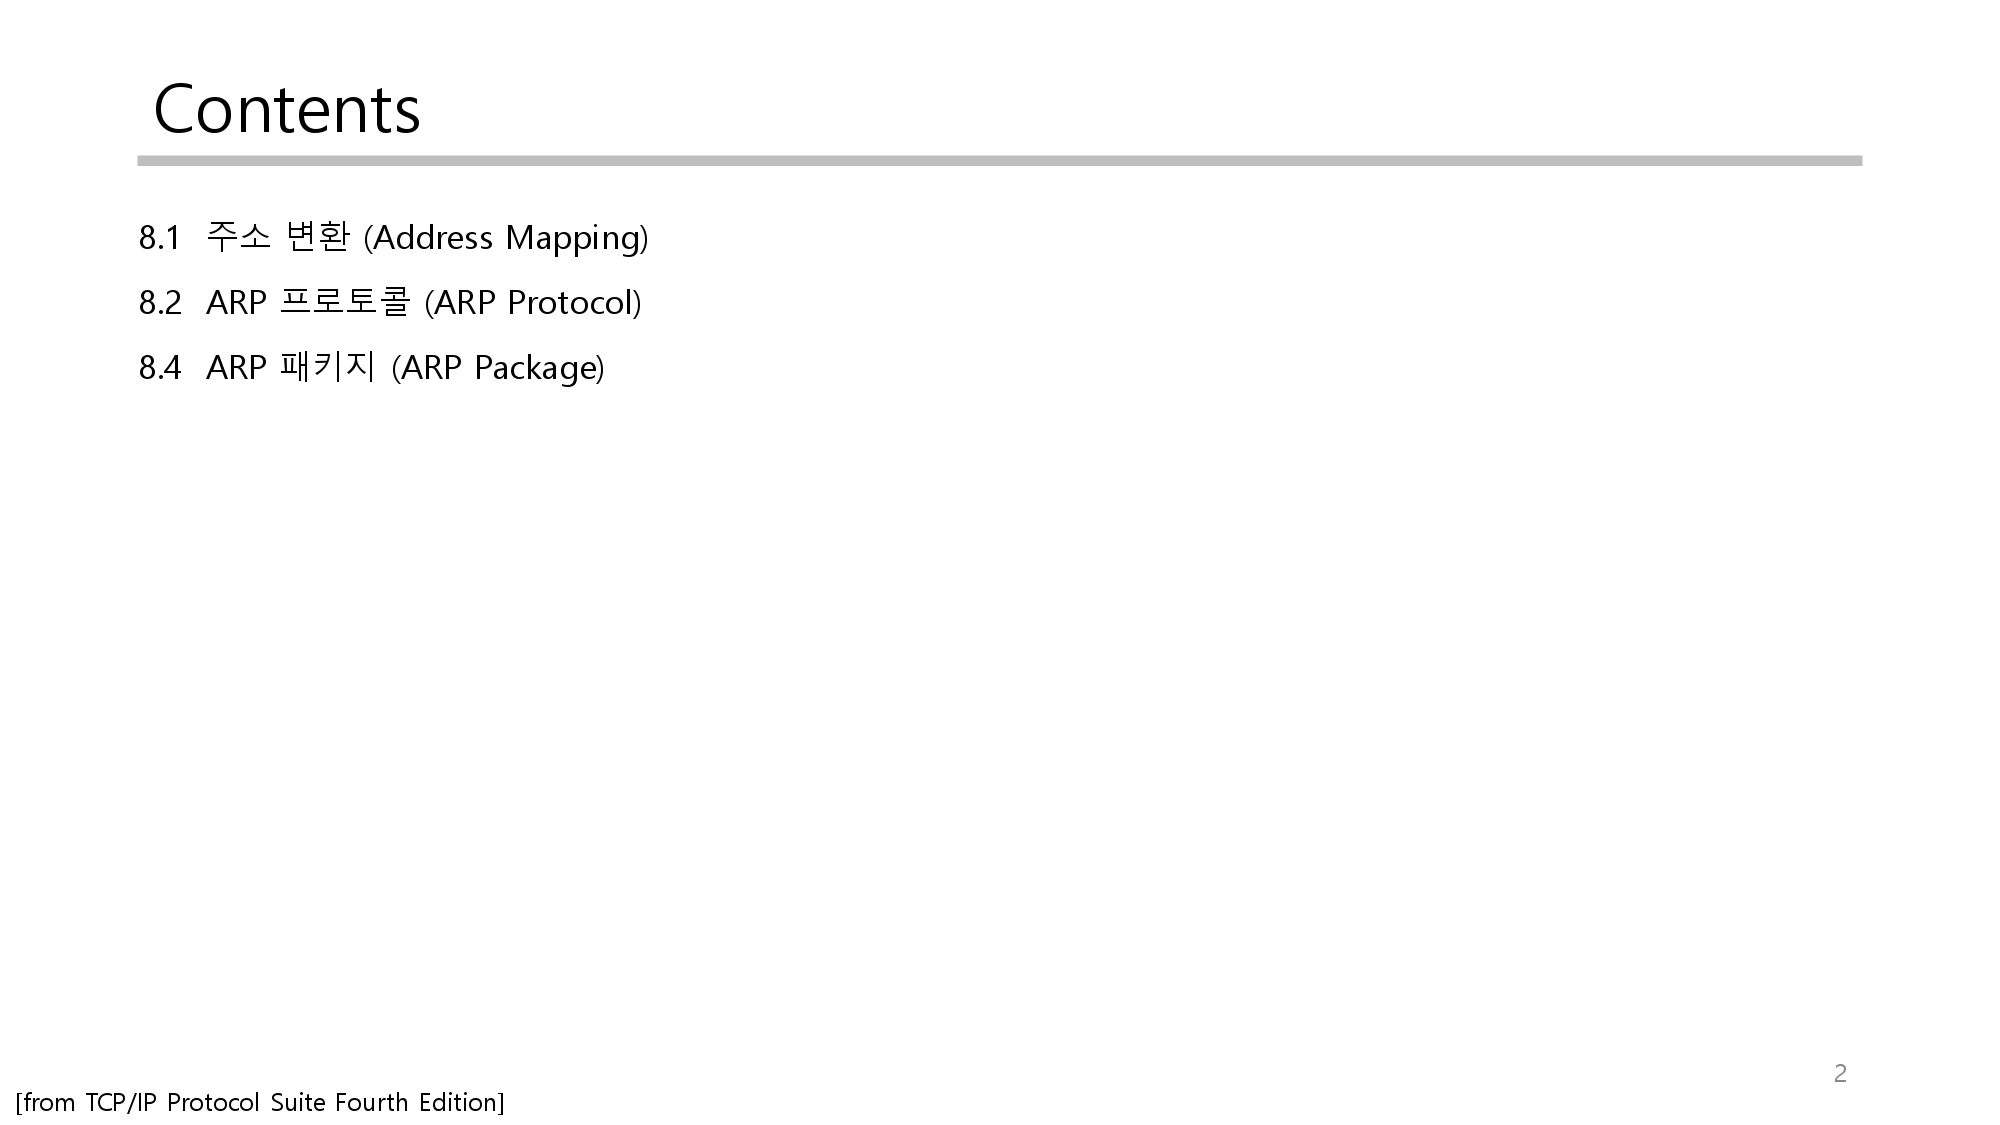 Contents
8.1 주소 변환 (Address Mapping)
8.2 ARP 프로토콜 (ARP Protocol)
8.4 ARP 패키지 (ARP Package)
2
[from TCP/IP Protocol Suite Fourth Edition]